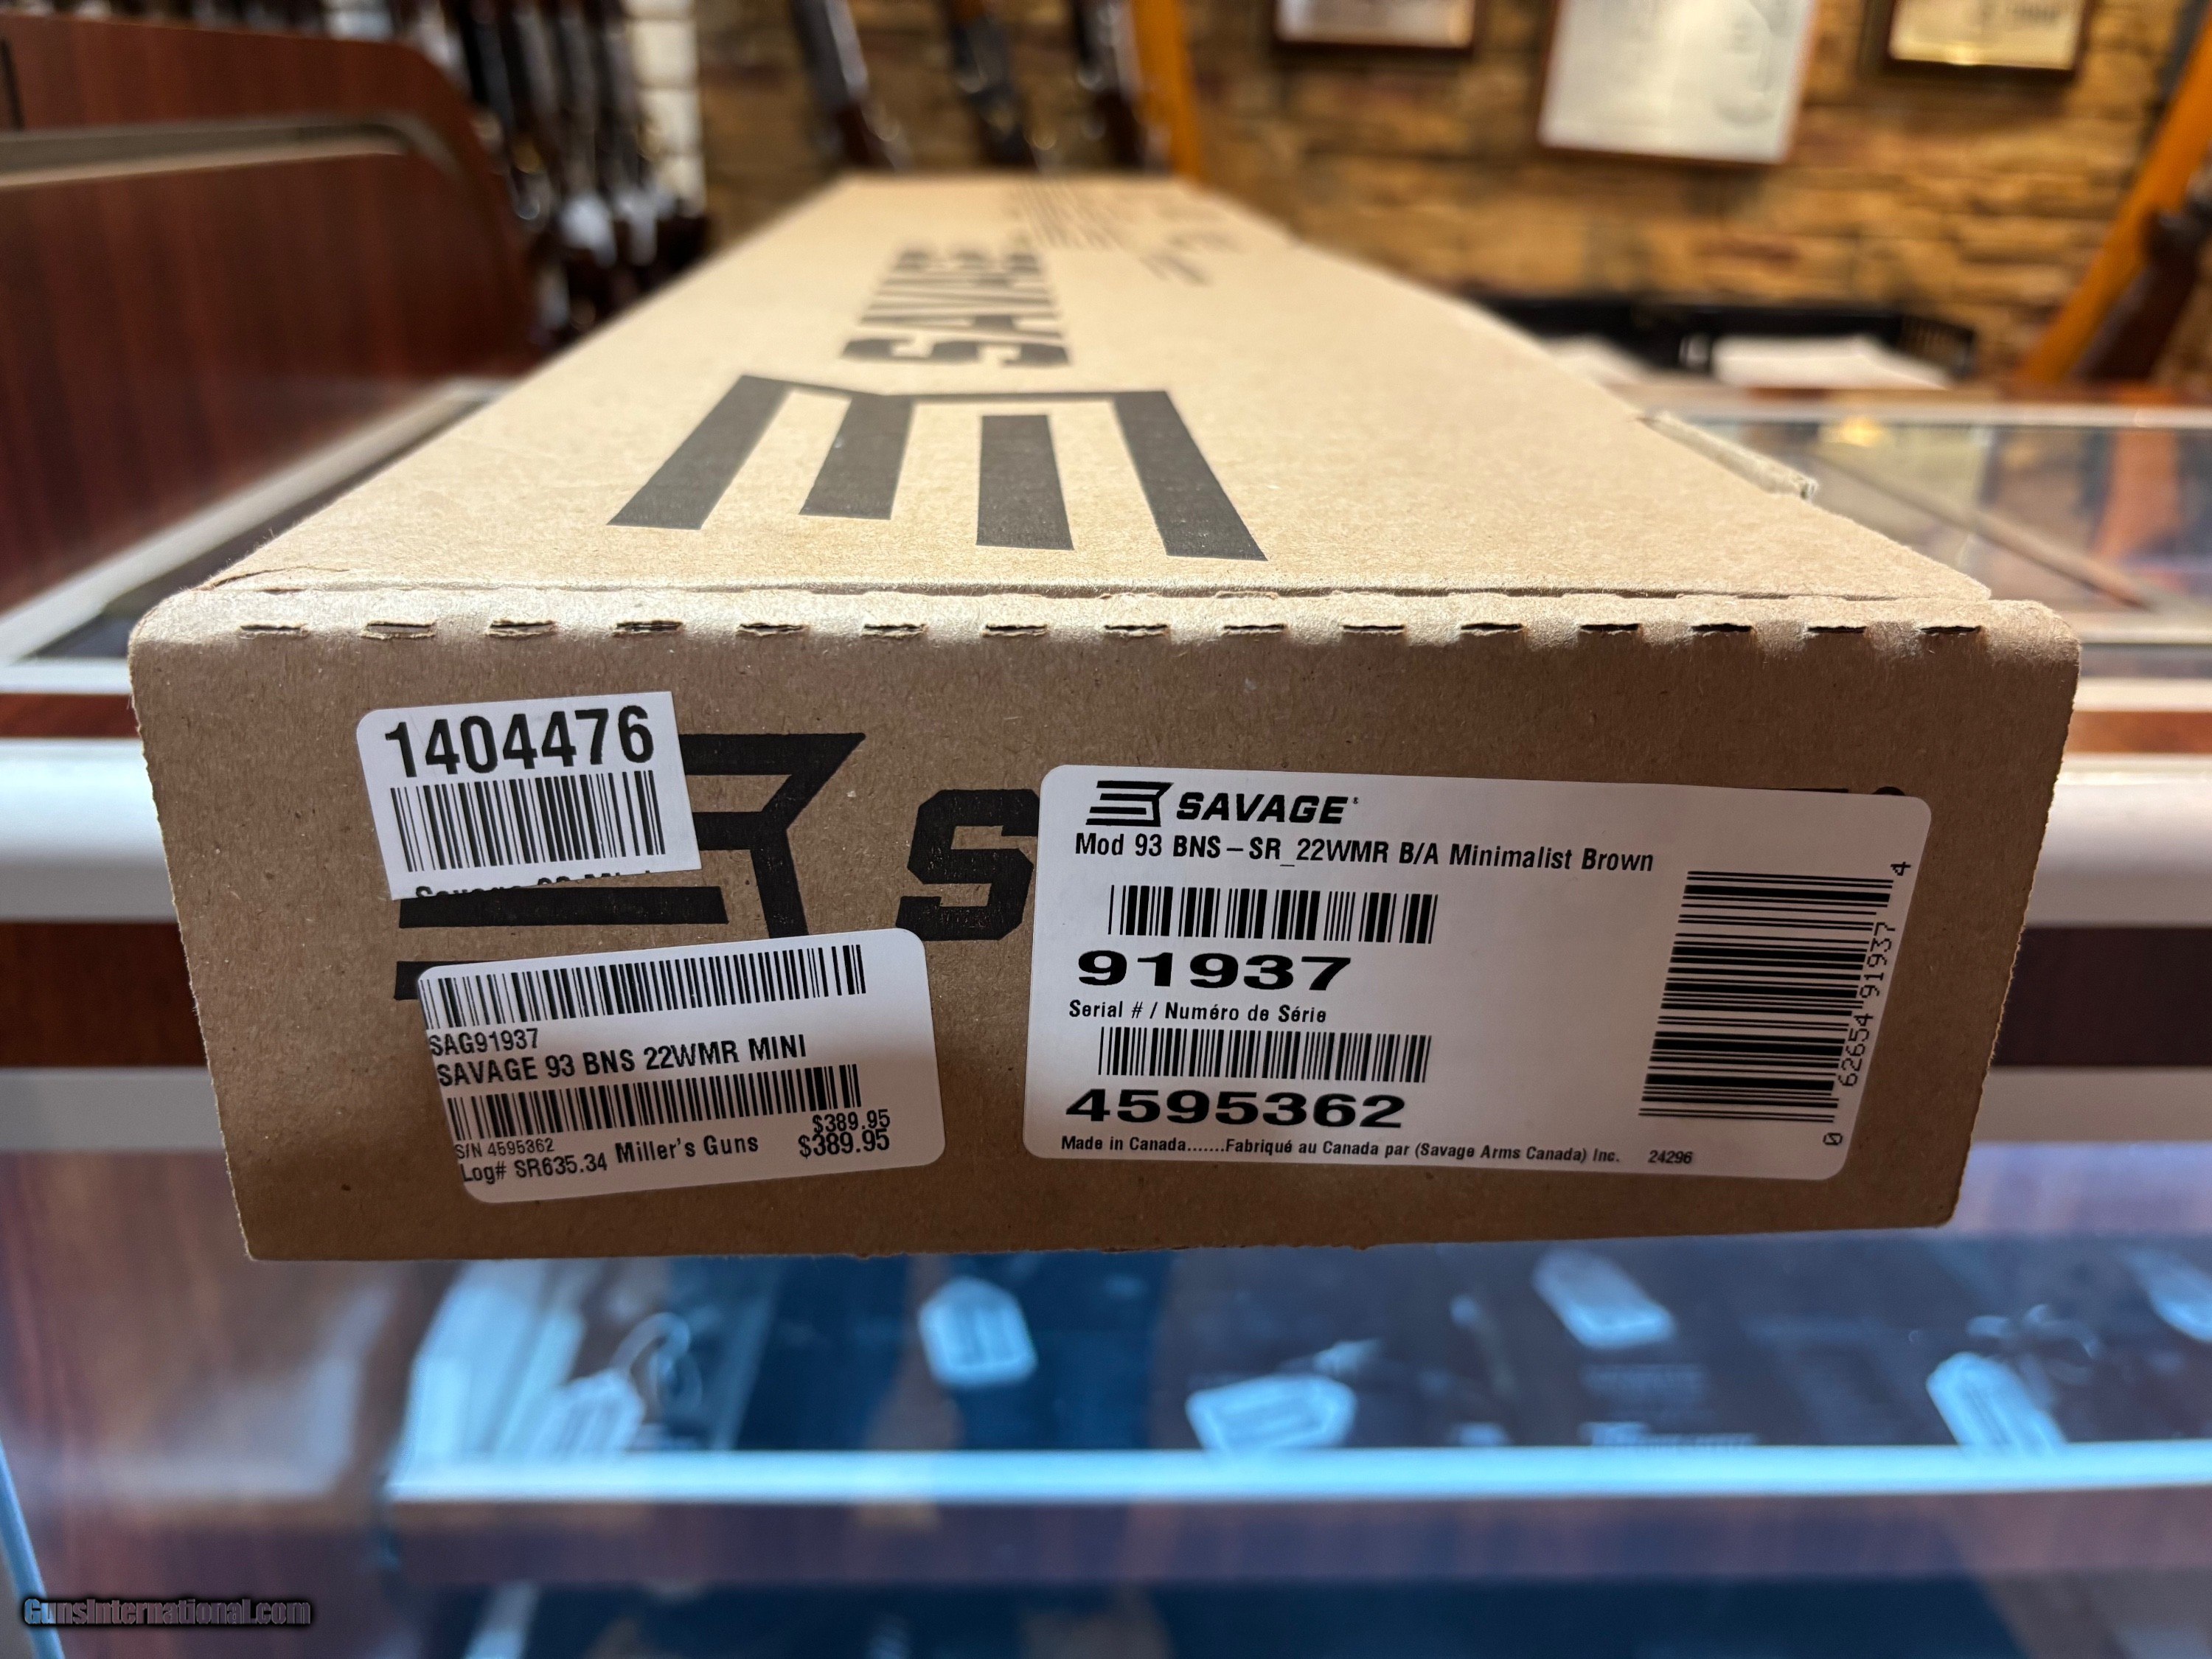 SAVAGE
1404476
S
SAG91937
SAVAGE 93 BNS 22WMR MINI
$389.95
S/N 4595362
Log# SR635.34 Miller's Guns $389.95
SAVAGE
Mod 93 BNS-SR_22WMR B/A Minimalist Brown
91937
Serial # / Numéro de Série
4595362
Made in Canada.......Fabriqué au Canada par (Savage Arms Canada) Inc. 24296
0 62654 91937 4
GunsInternational.com